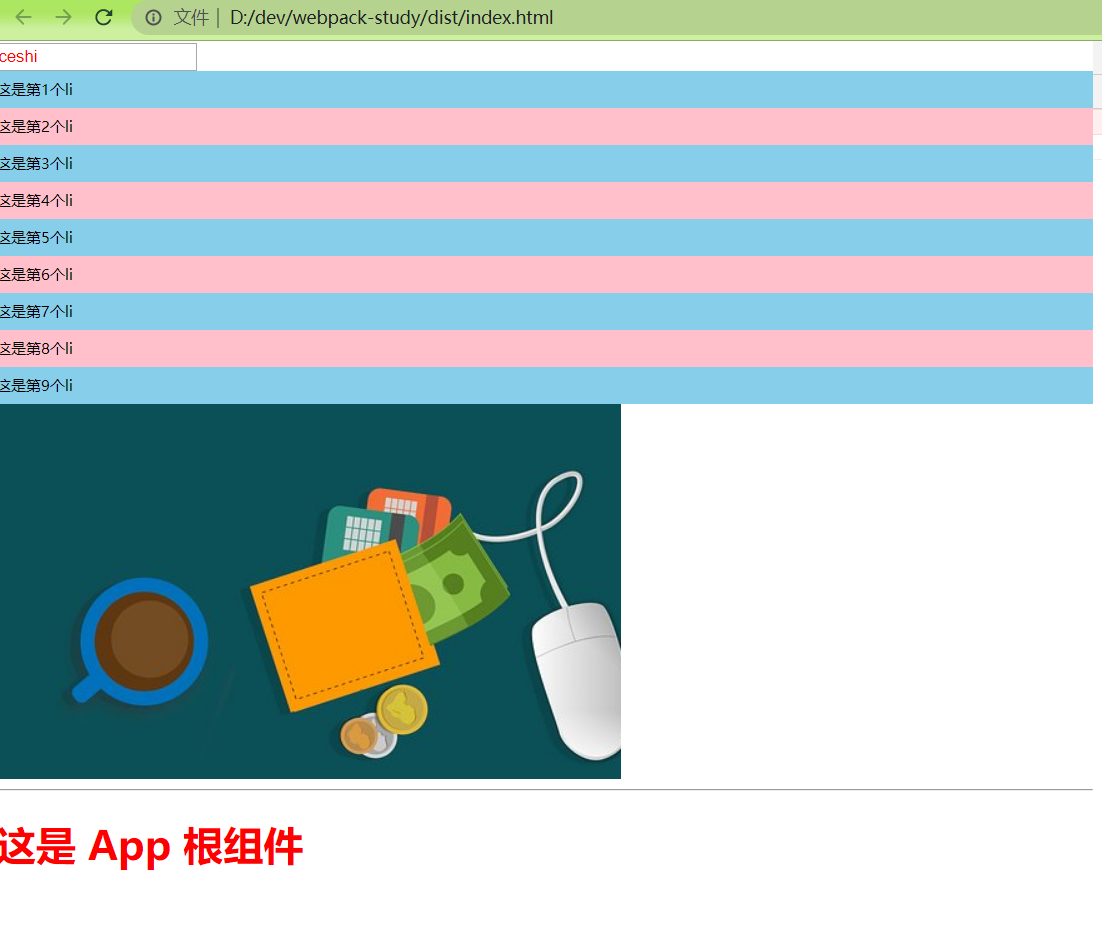 文件 | D:/dev/webpack-study/dist/index.html
ceshi
这是第1个li
这是第2个li
这是第3个li
这是第4个li
这是第5个li
这是第6个li
这是第7个li
这是第8个li
这是第9个li
这是 App 根组件